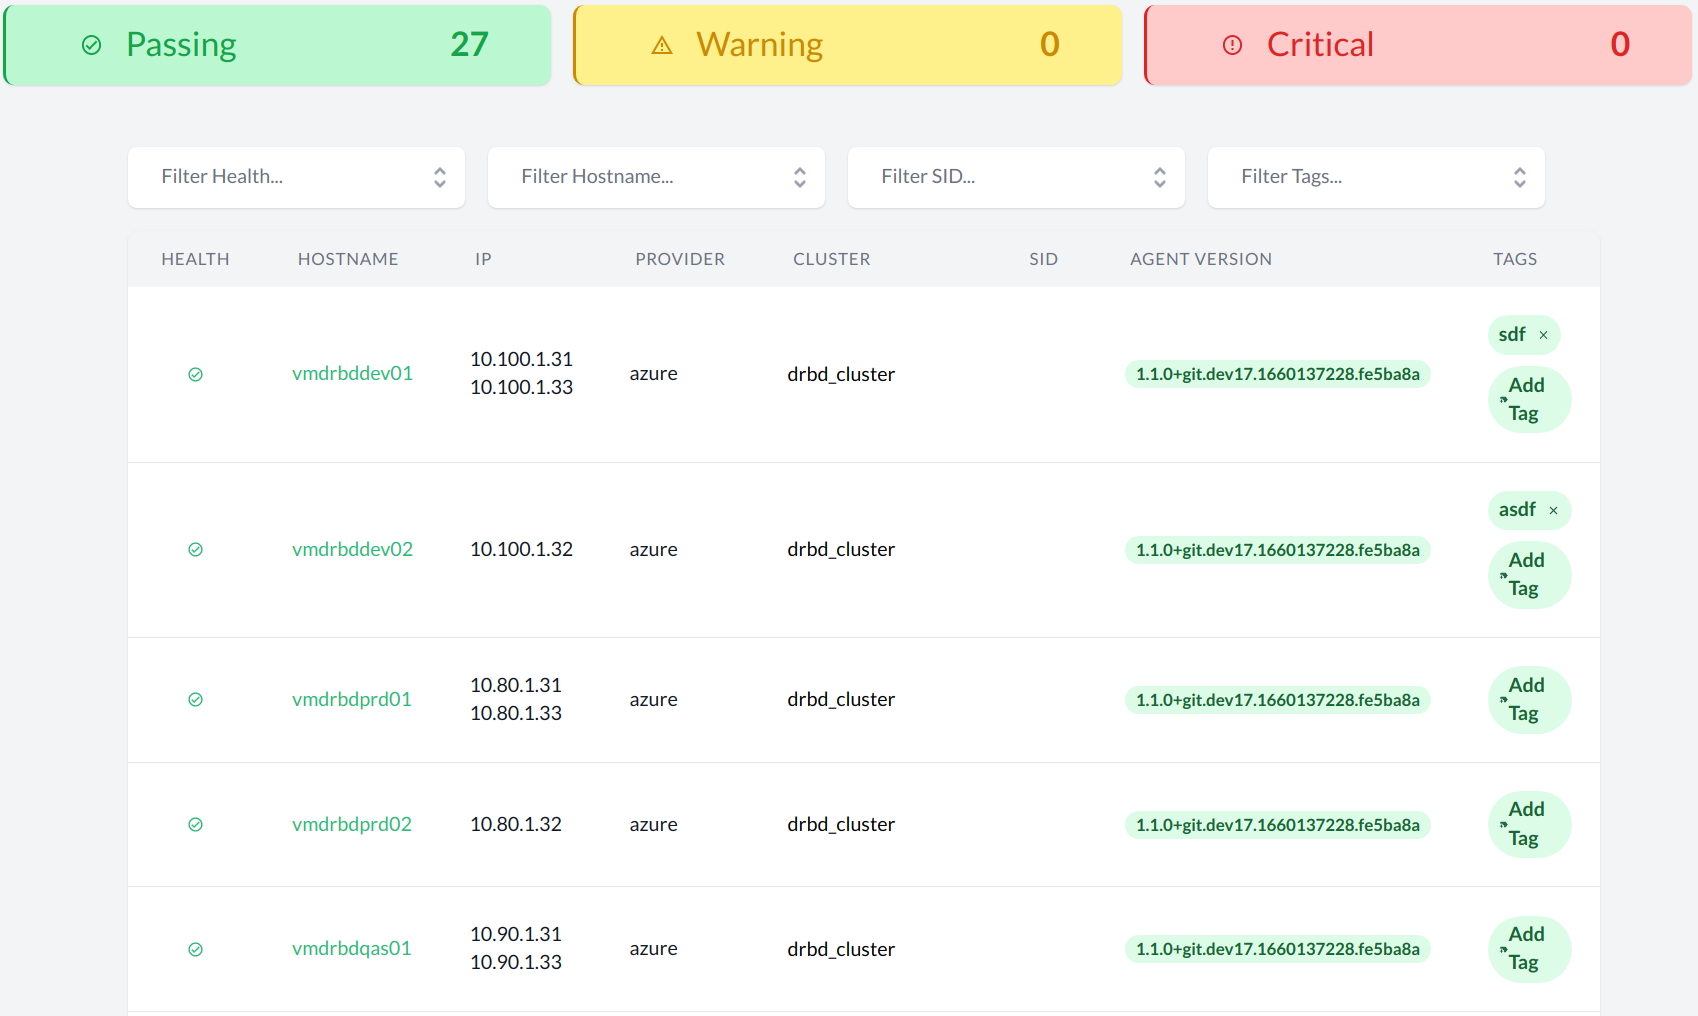 Passing 27
Warning 0
Critical 0
Filter Health...
Filter Hostname...
Filter SID...
Filter Tags...
HEALTH HOSTNAME IP PROVIDER CLUSTER SID AGENT VERSION TAGS
vmdrbddev01
10.100.1.31
10.100.1.33
azure
drbd_cluster
1.1.0+git.dev17.1660137228.fe5ba8a
sdf ×
Add
Tag
vmdrbddev02
10.100.1.32
azure
drbd_cluster
1.1.0+git.dev17.1660137228.fe5ba8a
asdf ×
Add
Tag
vmdrbdprd01
10.80.1.31
10.80.1.33
azure
drbd_cluster
1.1.0+git.dev17.1660137228.fe5ba8a
Add
Tag
vmdrbdprd02
10.80.1.32
azure
drbd_cluster
1.1.0+git.dev17.1660137228.fe5ba8a
Add
Tag
vmdrbdqas01
10.90.1.31
10.90.1.33
azure
drbd_cluster
1.1.0+git.dev17.1660137228.fe5ba8a
Add
Tag